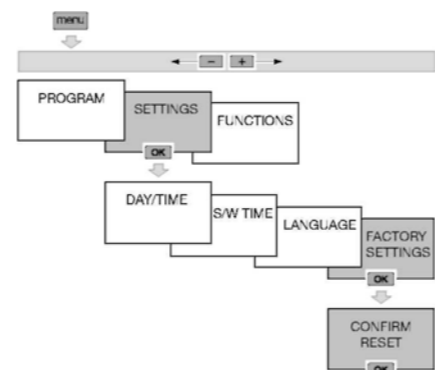 menu
- +
PROGRAM
SETTINGS
FUNCTIONS
OK
DAY/TIME
S/W TIME
LANGUAGE
FACTORY
SETTINGS
OK
CONFIRM
RESET
OK